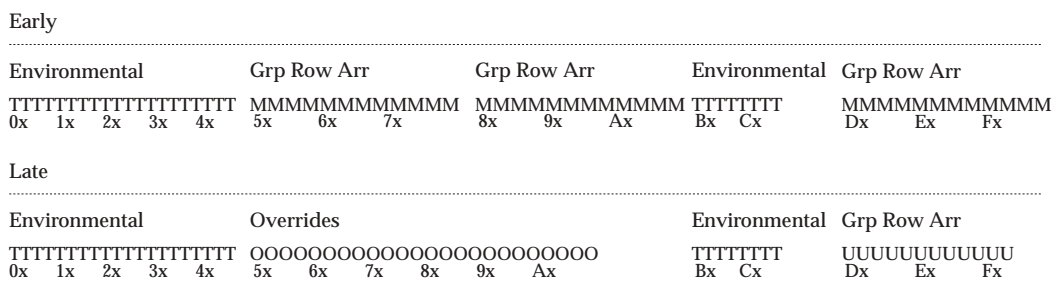 Early
Environmental Grp Row Arr Grp Row Arr Environmental Grp Row Arr
TTTTTTTTTTTTTTTTTTTT MMMMMMMMMMMM MMMMMMMMMMMM TTTTTTTT MMMMMMMMMMMM
0x 1x 2x 3x 4x 5x 6x 7x 8x 9x Ax Bx Cx Dx Ex Fx
Late
Environmental Overrides Environmental Grp Row Arr
TTTTTTTTTTTTTTTTTTTT OOOOOOOOOOOOOOOOOOOOOOOO TTTTTTTT UUUUUUUUUUUU
0x 1x 2x 3x 4x 5x 6x 7x 8x 9x Ax Bx Cx Dx Ex Fx